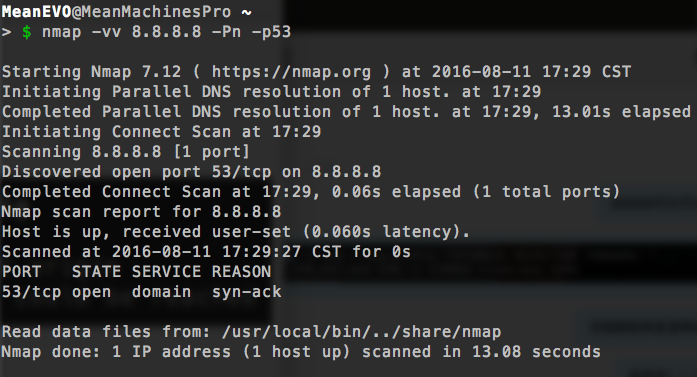 MeanEVO@MeanMachinesPro ~
> $ nmap -vv 8.8.8.8 -Pn -p53
Starting Nmap 7.12 ( https://nmap.org ) at 2016-08-11 17:29 CST
Initiating Parallel DNS resolution of 1 host. at 17:29
Completed Parallel DNS resolution of 1 host. at 17:29, 13.01s elapsed
Initiating Connect Scan at 17:29
Scanning 8.8.8.8 [1 port]
Discovered open port 53/tcp on 8.8.8.8
Completed Connect Scan at 17:29, 0.06s elapsed (1 total ports)
Nmap scan report for 8.8.8.8
Host is up, received user-set (0.060s latency).
Scanned at 2016-08-11 17:29:27 CST for 0s
PORT   STATE SERVICE REASON
53/tcp open  domain  syn-ack
Read data files from: /usr/local/bin/../share/nmap
Nmap done: 1 IP address (1 host up) scanned in 13.08 seconds